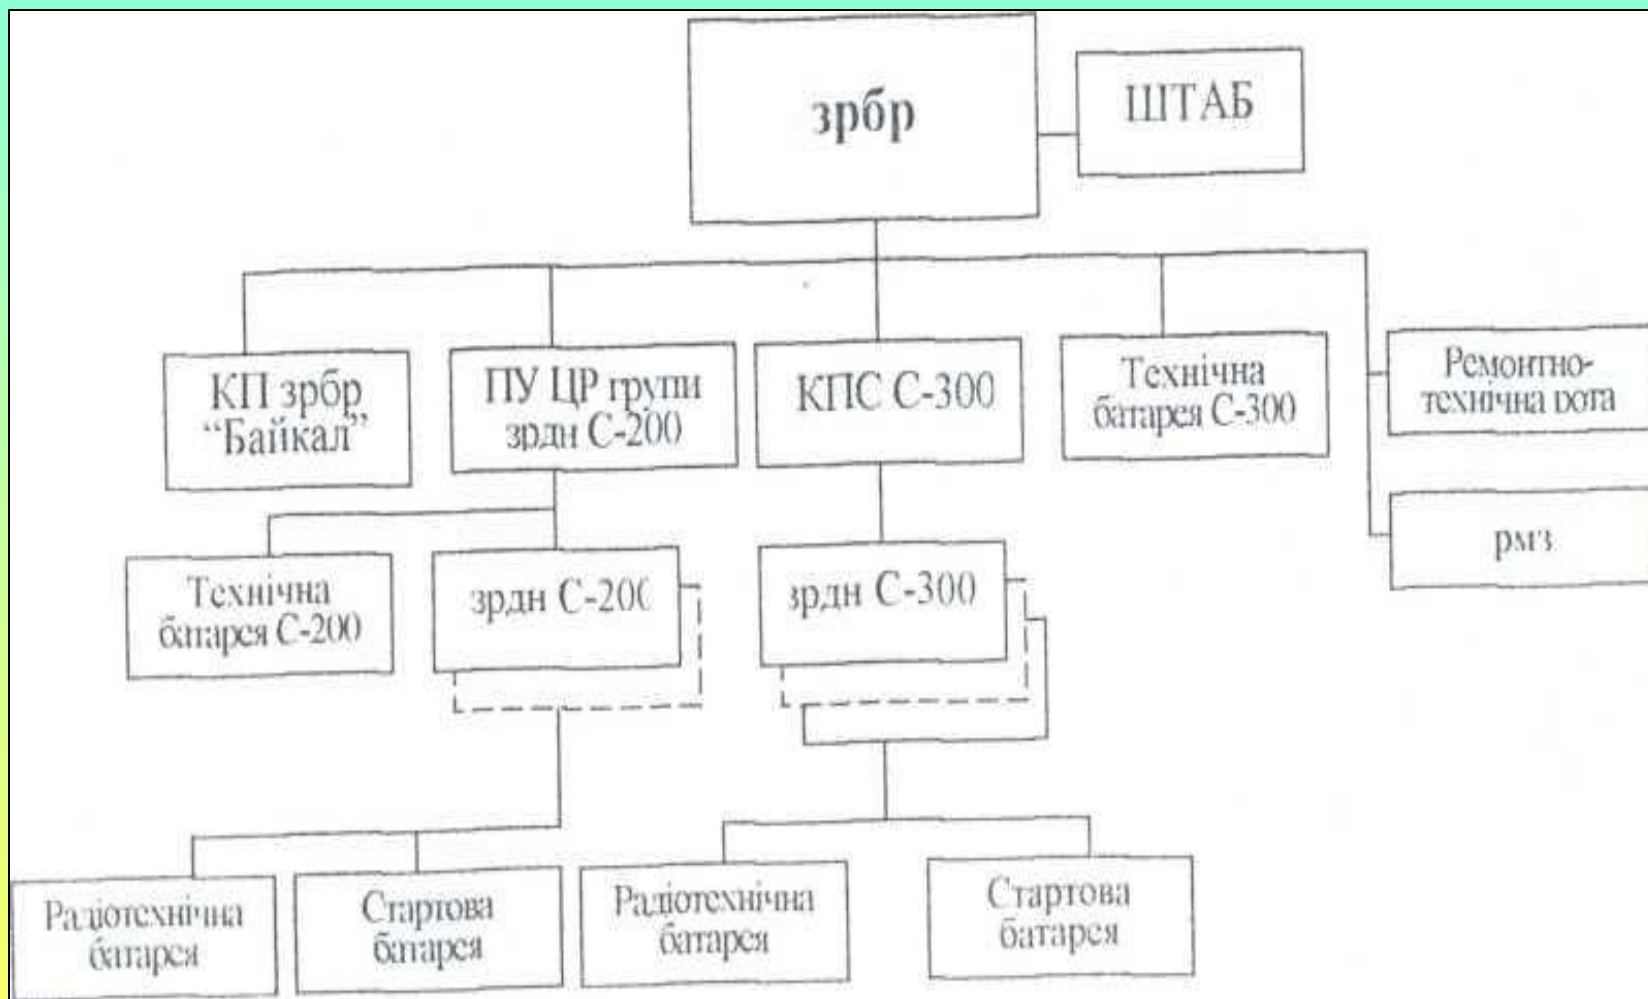 зрбр
ШТАБ
КП зрбр
“Байкал”
ПУ ЦР групи
зрдн С-200
КПС С-300
Технічна
батарея С-300
Ремонтно-
технічна рота
рмз
Технічна
батарея С-200
зрдн С-200
зрдн С-300
Радіотехнічна
батарея
Стартова
батарея
Радіотехнічна
батарея
Стартова
батарея